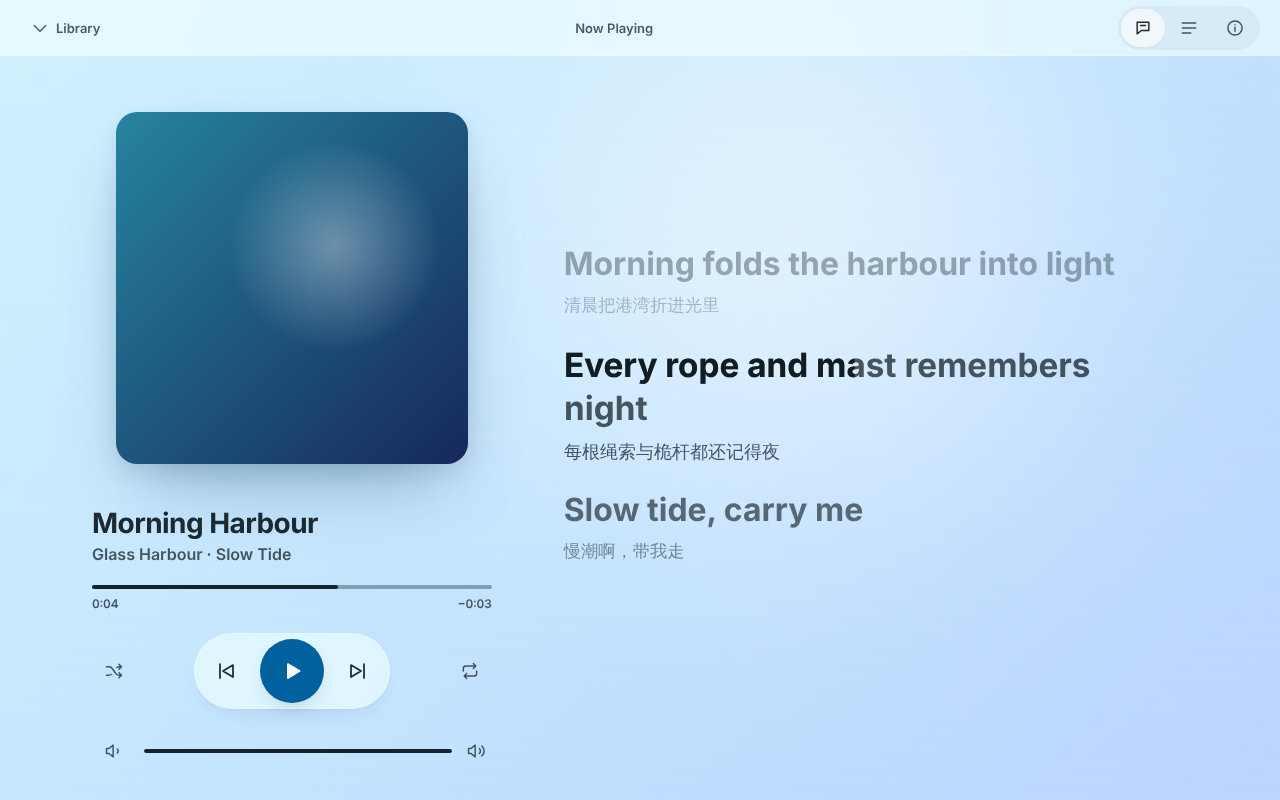 Library
Now Playing
Morning folds the harbour into light
清晨把港湾折进光里
Every rope and mast remembers
night
每根绳索与桅杆都还记得夜
Slow tide, carry me
慢潮啊，带我走
Morning Harbour
Glass Harbour · Slow Tide
0:04
−0:03